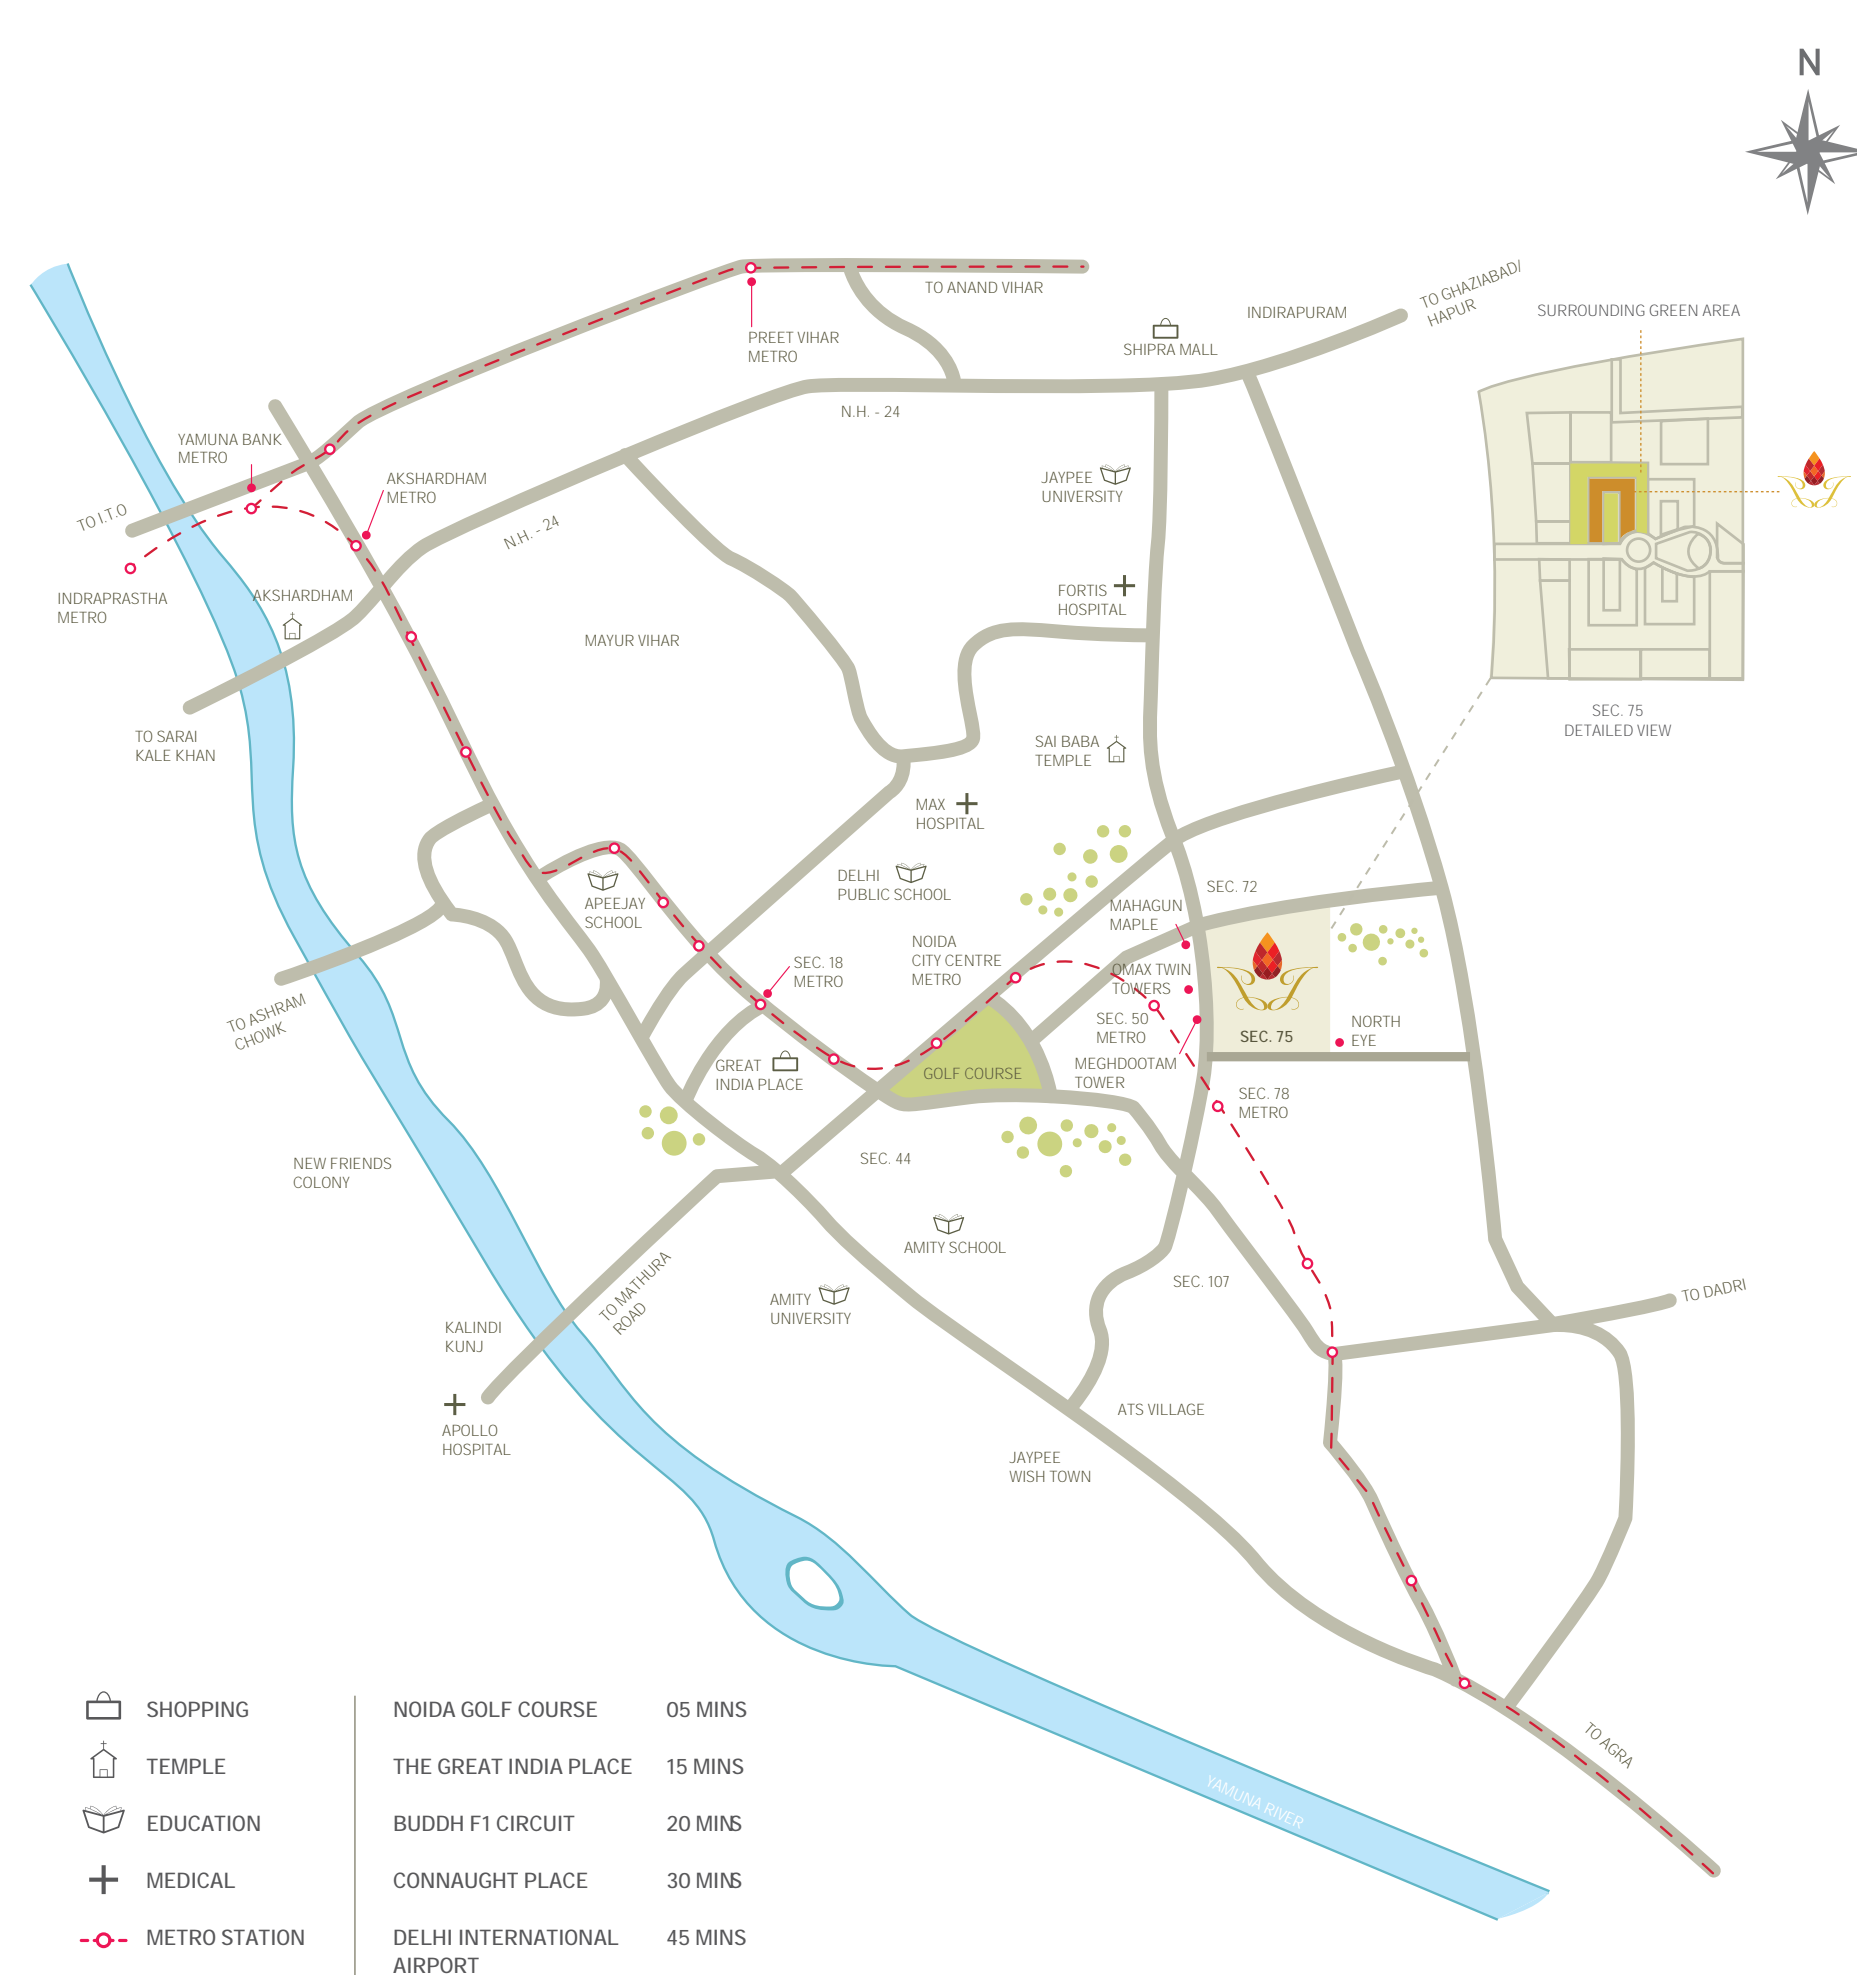 N
TO ANAND VIHAR
PREET VIHAR
METRO
SHIPRA MALL
INDIRAPURAM
TO GHAZIABAD/
HAPUR
SURROUNDING GREEN AREA
N.H. - 24
YAMUNA BANK
METRO
AKSHARDHAM
METRO
TO I.T.O
N.H. - 24
JAYPEE
UNIVERSITY
INDRAPRASTHA
METRO
AKSHARDHAM
FORTIS
HOSPITAL
MAYUR VIHAR
TO SARAI
KALE KHAN
SAI BABA
TEMPLE
SEC. 75
DETAILED VIEW
MAX
HOSPITAL
DELHI
PUBLIC SCHOOL
APEEJAY
SCHOOL
SEC. 72
MAHAGUN
MAPLE
NOIDA
CITY CENTRE
METRO
SEC. 18
METRO
OMAX TWIN
TOWERS
SEC. 50
METRO
SEC. 75
NORTH
EYE
TO ASHRAM
CHOWK
GREAT
INDIA PLACE
GOLF COURSE
MEGHDOOTAM
TOWER
SEC. 78
METRO
NEW FRIENDS
COLONY
SEC. 44
AMITY SCHOOL
SEC. 107
TO DADRI
TO MATHURA
ROAD
AMITY
UNIVERSITY
KALINDI
KUNJ
APOLLO
HOSPITAL
ATS VILLAGE
JAYPEE
WISH TOWN
TO AGRA
YAMUNA RIVER
SHOPPING
TEMPLE
EDUCATION
MEDICAL
METRO STATION
NOIDA GOLF COURSE 05 MINS
THE GREAT INDIA PLACE 15 MINS
BUDDH F1 CIRCUIT 20 MINS
CONNAUGHT PLACE 30 MINS
DELHI INTERNATIONAL 45 MINS
AIRPORT